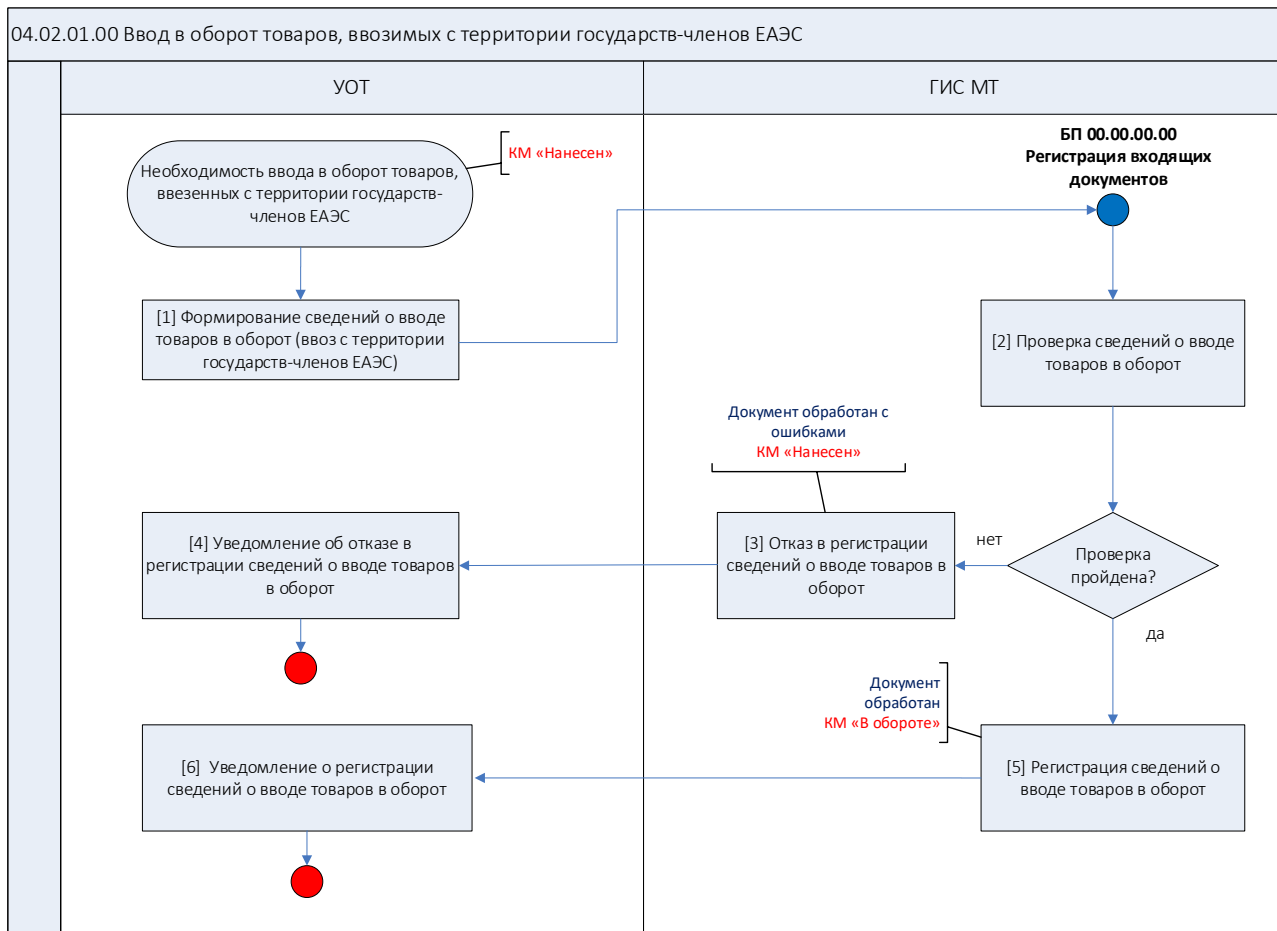 04.02.01.00 Ввод в оборот товаров, ввозимых с территории государств-членов ЕАЭС
УОТ
ГИС МТ
Необходимость ввода в оборот товаров,
ввезенных с территории государств-
членов ЕАЭС
КМ «Нанесен»
БП 00.00.00.00
Регистрация входящих
документов
[1] Формирование сведений о вводе
товаров в оборот (ввоз с территории
государств-членов ЕАЭС)
[2] Проверка сведений о вводе
товаров в оборот
Документ обработан с
ошибками
КМ «Нанесен»
[4] Уведомление об отказе в
регистрации сведений о вводе товаров
в оборот
[3] Отказ в регистрации
сведений о вводе товаров в
оборот
нет
Проверка
пройдена?
да
Документ
обработан
КМ «В обороте»
[6] Уведомление о регистрации
сведений о вводе товаров в оборот
[5] Регистрация сведений о
вводе товаров в оборот